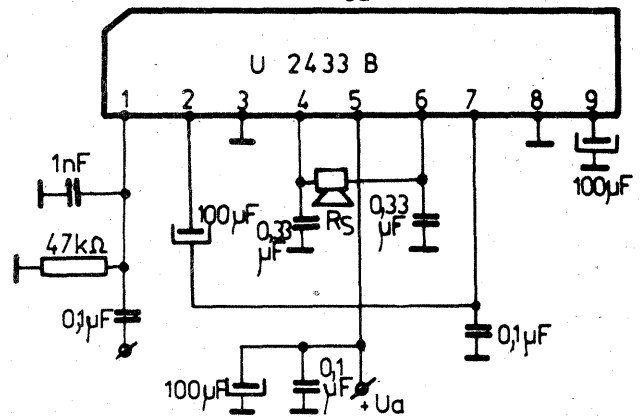 U 2433 B
1 2 3 4 5 6 7 8 9
1nF
100µF
100µF
0,33
µF
RS
0,33
µF
47kΩ
0,1µF
0,1µF
100µF
0,1
µF
+Ua